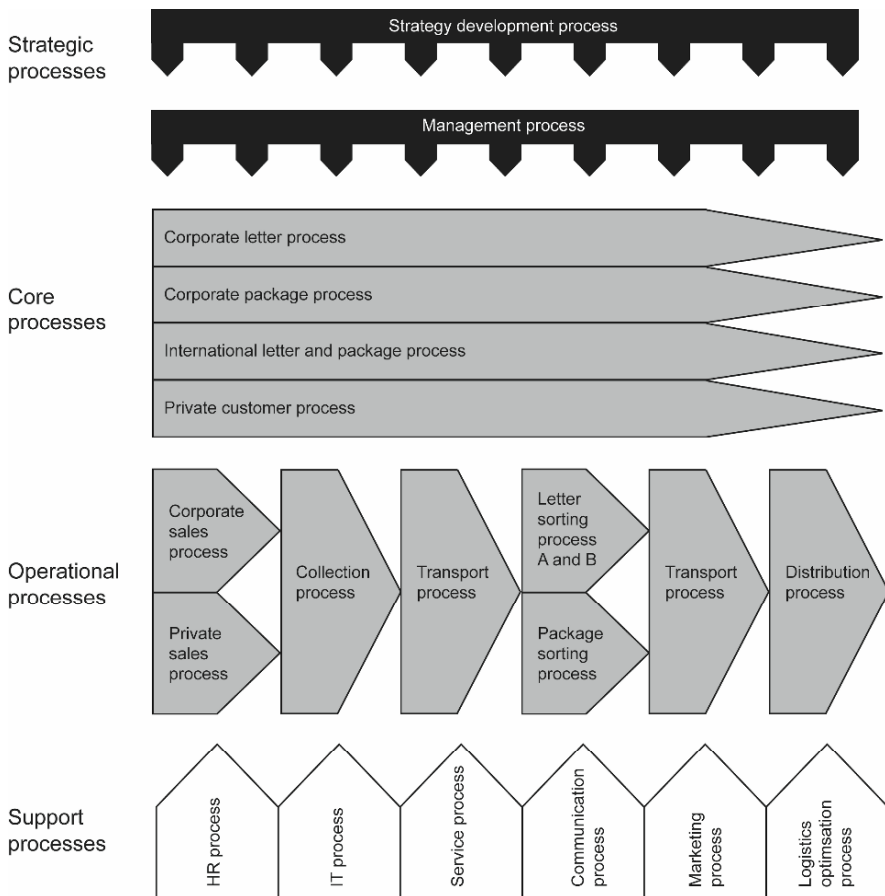 Strategic
processes
Strategy development process
Management process
Core
processes
Corporate letter process
Corporate package process
International letter and package process
Private customer process
Operational
processes
Corporate
sales
process
Private
sales
process
Collection
process
Transport
process
Letter
sorting
process
A and B
Package
sorting
process
Transport
process
Distribution
process
Support
processes
HR process
IT process
Service process
Communication
process
Marketing
process
Logistics
optimsation
process